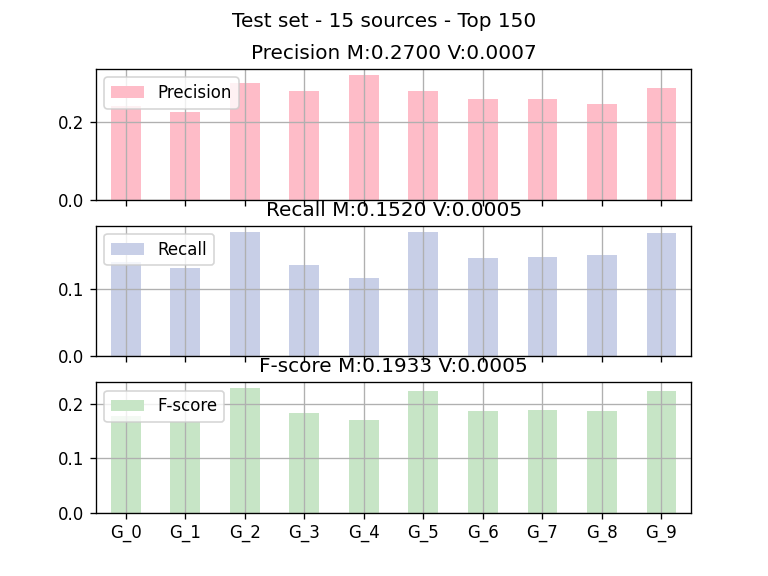 Test set - 15 sources - Top 150
Precision M:0.2700 V:0.0007
Precision
0.2
0.0
Recall M:0.1520 V:0.0005
Recall
0.1
0.0
F-score M:0.1933 V:0.0005
F-score
0.2
0.1
0.0
G_0 G_1 G_2 G_3 G_4 G_5 G_6 G_7 G_8 G_9